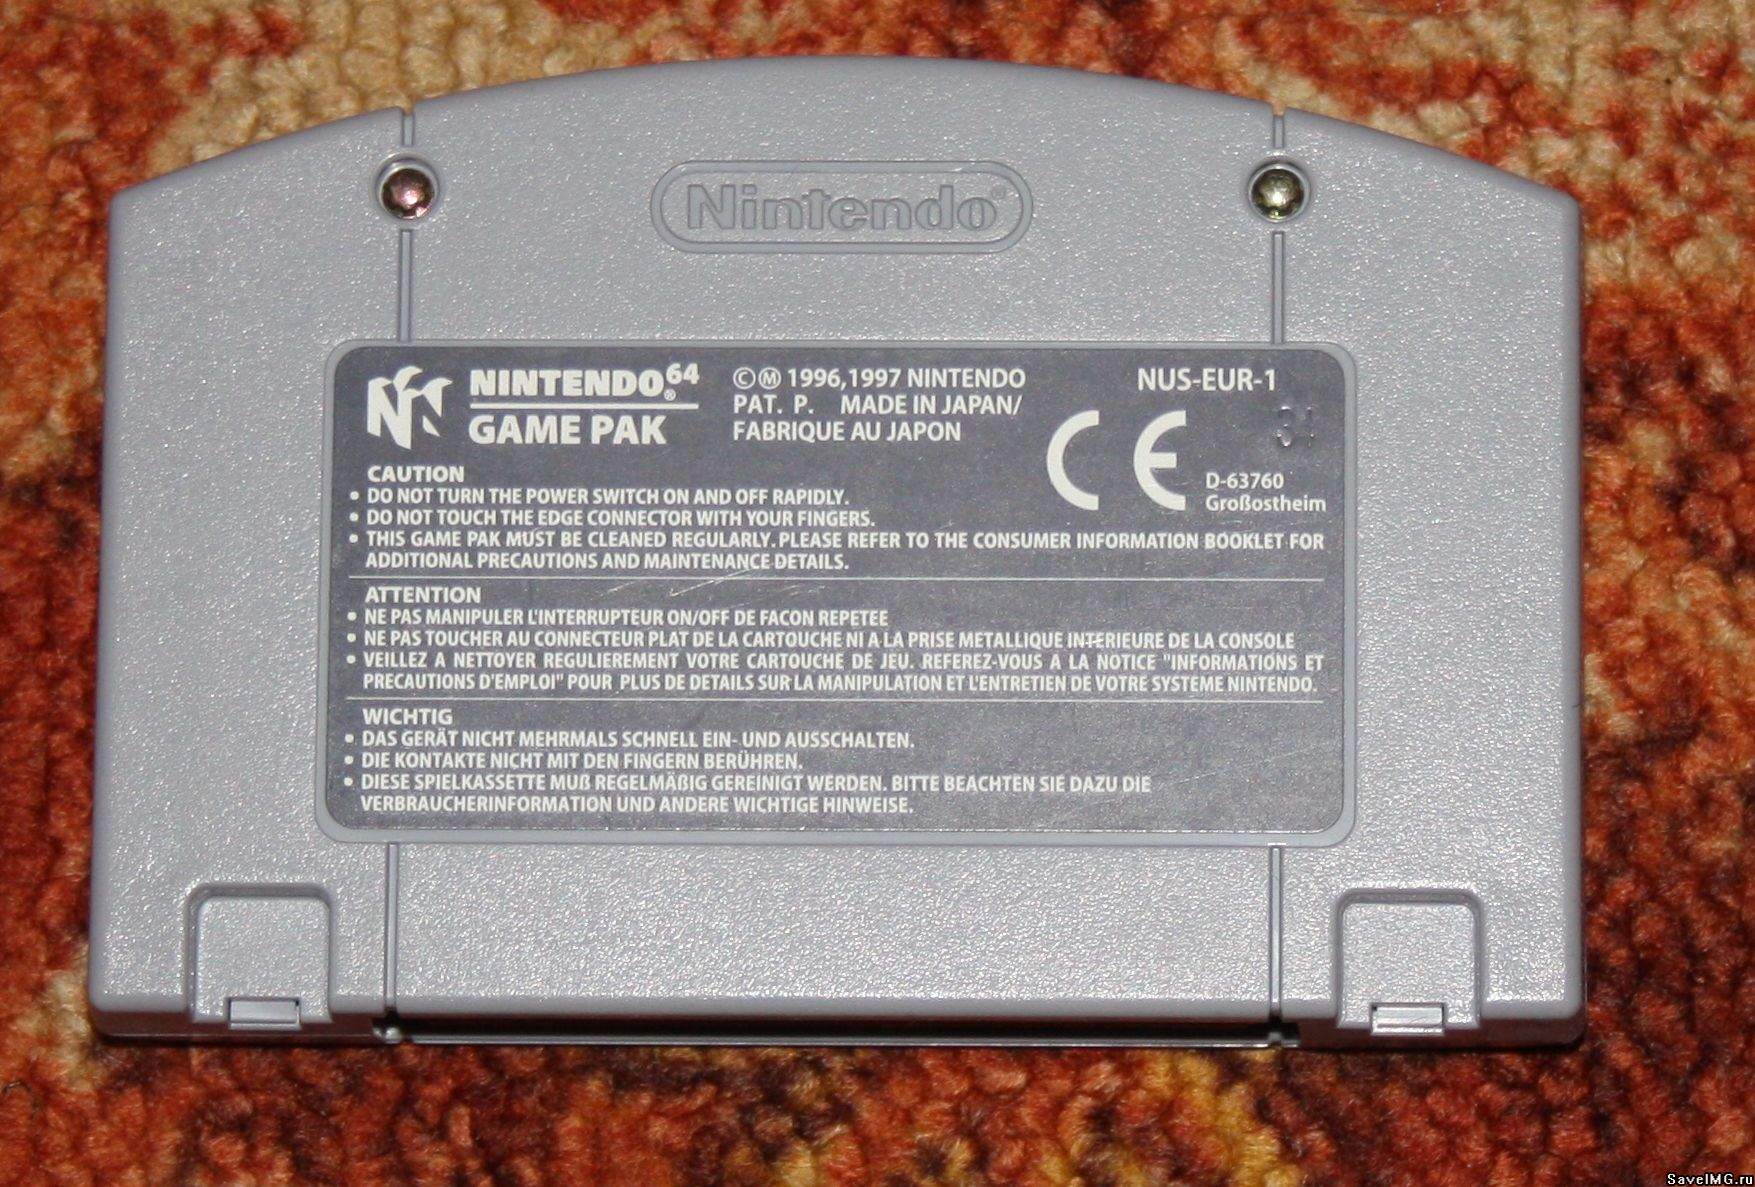 Nintendo®
NINTENDO64®
GAME PAK
©Ⓜ 1996,1997 NINTENDO
PAT. P. MADE IN JAPAN/
FABRIQUE AU JAPON
NUS-EUR-1
CE
D-63760
Großostheim
CAUTION
• DO NOT TURN THE POWER SWITCH ON AND OFF RAPIDLY.
• DO NOT TOUCH THE EDGE CONNECTOR WITH YOUR FINGERS.
• THIS GAME PAK MUST BE CLEANED REGULARLY. PLEASE REFER TO THE CONSUMER INFORMATION BOOKLET FOR
ADDITIONAL PRECAUTIONS AND MAINTENANCE DETAILS.
ATTENTION
• NE PAS MANIPULER L'INTERRUPTEUR ON/OFF DE FACON REPETEE
• NE PAS TOUCHER AU CONNECTEUR PLAT DE LA CARTOUCHE NI A LA PRISE METALLIQUE INTERIEURE DE LA CONSOLE
• VEILLEZ A NETTOYER REGULIEREMENT VOTRE CARTOUCHE DE JEU. REFEREZ-VOUS A LA NOTICE "INFORMATIONS ET
PRECAUTIONS D'EMPLOI" POUR PLUS DE DETAILS SUR LA MANIPULATION ET L'ENTRETIEN DE VOTRE SYSTEME NINTENDO.
WICHTIG
• DAS GERÄT NICHT MEHRMALS SCHNELL EIN- UND AUSSCHALTEN.
• DIE KONTAKTE NICHT MIT DEN FINGERN BERÜHREN.
• DIESE SPIELKASSETTE MUß REGELMÄßIG GEREINIGT WERDEN. BITTE BEACHTEN SIE DAZU DIE
VERBRAUCHERINFORMATION UND ANDERE WICHTIGE HINWEISE.
SaveIMG.ru